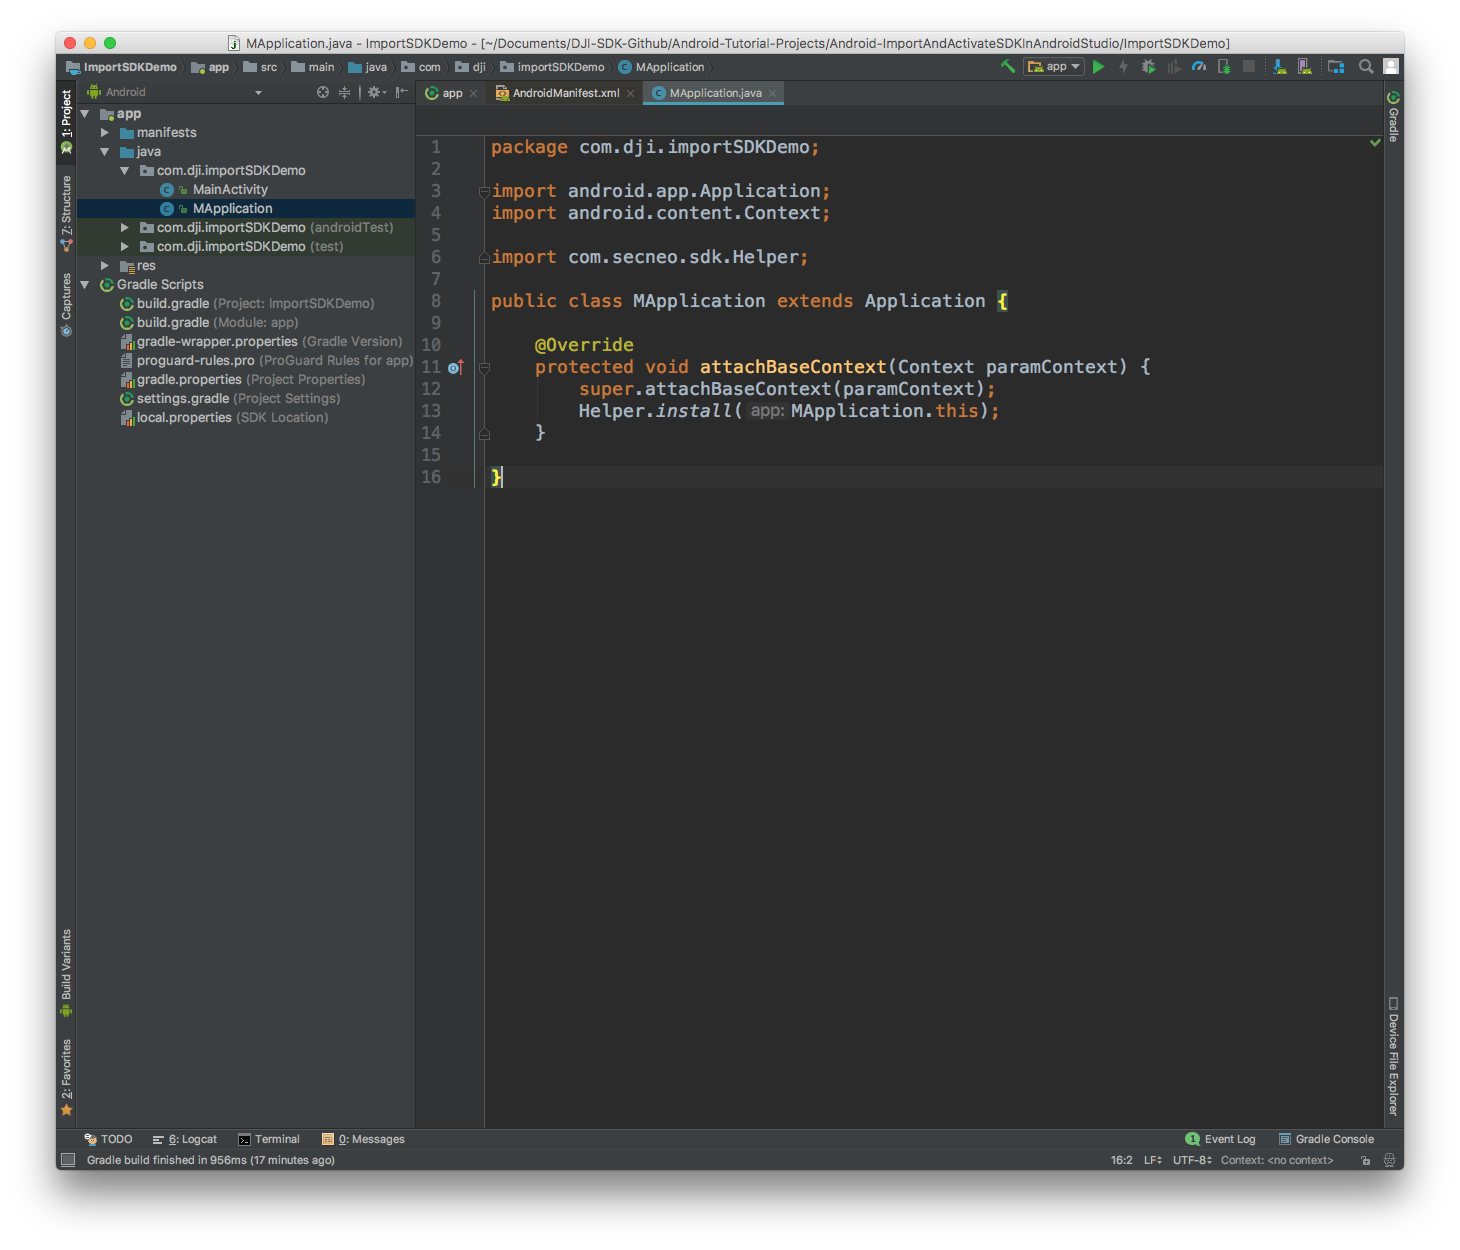 MApplication.java - ImportSDKDemo - [~/Documents/DJI-SDK-Github/Android-Tutorial-Projects/Android-ImportAndActivateSDKInAndroidStudio/ImportSDKDemo]
ImportSDKDemo app src main java com dji importSDKDemo MApplication app
Android
app AndroidManifest.xml MApplication.java
1: Project
Z: Structure
Captures
Build Variants
2: Favorites
app
manifests
java
com.dji.importSDKDemo
MainActivity
MApplication
com.dji.importSDKDemo (androidTest)
com.dji.importSDKDemo (test)
res
Gradle Scripts
build.gradle (Project: ImportSDKDemo)
build.gradle (Module: app)
gradle-wrapper.properties (Gradle Version)
proguard-rules.pro (ProGuard Rules for app)
gradle.properties (Project Properties)
settings.gradle (Project Settings)
local.properties (SDK Location)
1 package com.dji.importSDKDemo;
2
3 import android.app.Application;
4 import android.content.Context;
5
6 import com.secneo.sdk.Helper;
7
8 public class MApplication extends Application {
9
10 @Override
11 protected void attachBaseContext(Context paramContext) {
12 super.attachBaseContext(paramContext);
13 Helper.install( app: MApplication.this);
14 }
15
16 }
Gradle
Device File Explorer
TODO 6: Logcat Terminal 0: Messages 1 Event Log Gradle Console
Gradle build finished in 956ms (17 minutes ago) 16:2 LF UTF-8 Context: <no context>